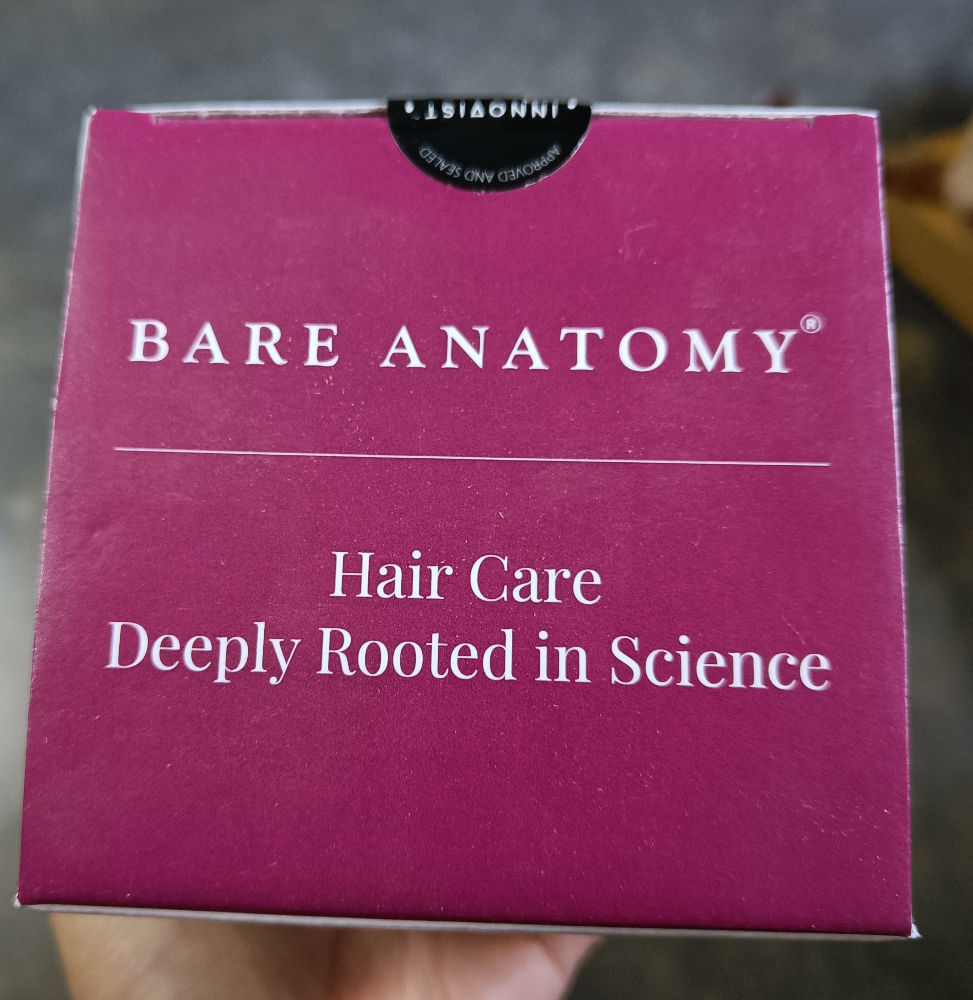 INNOVIST
APPROVED AND SEALED
BARE ANATOMY®
Hair Care
Deeply Rooted in Science